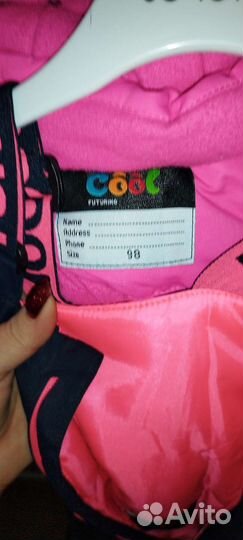 cool
FUTURINO
Name
Address
Phone
Size 98
Avito